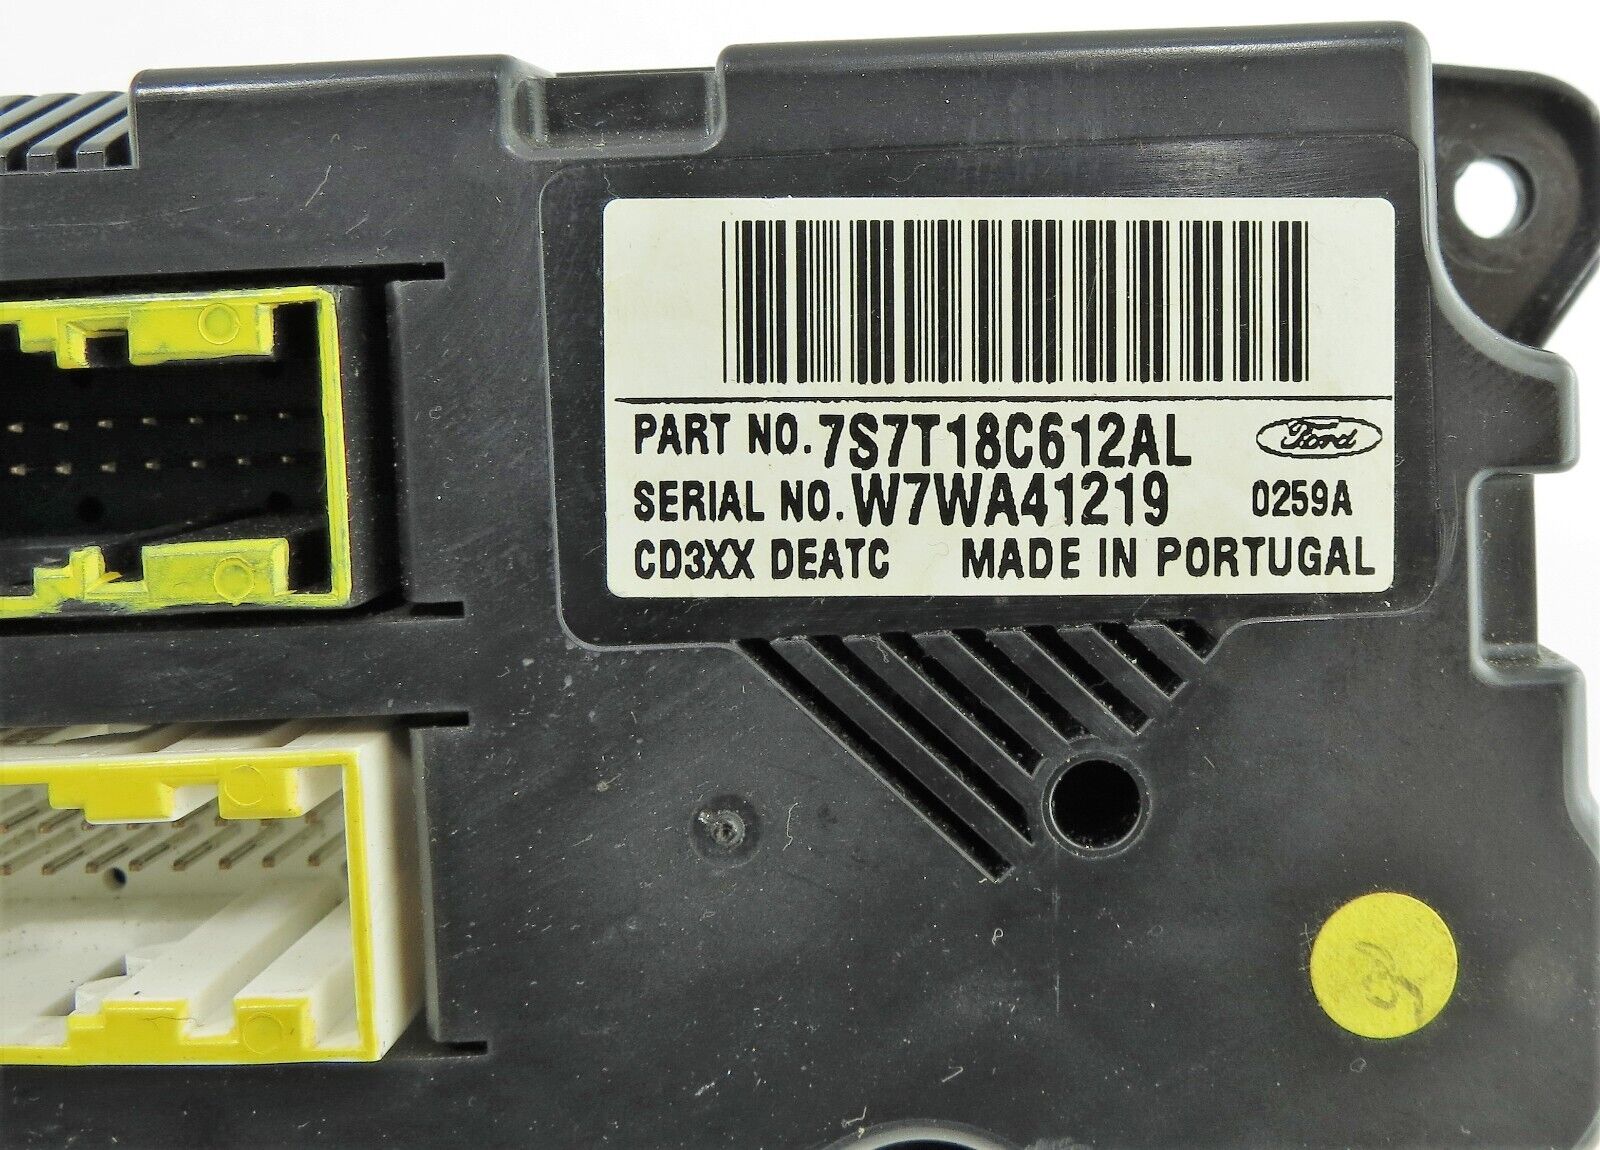 PART NO. 7S7T18C612AL Ford
SERIAL NO. W7WA41219 0259A
CD3XX DEATC MADE IN PORTUGAL